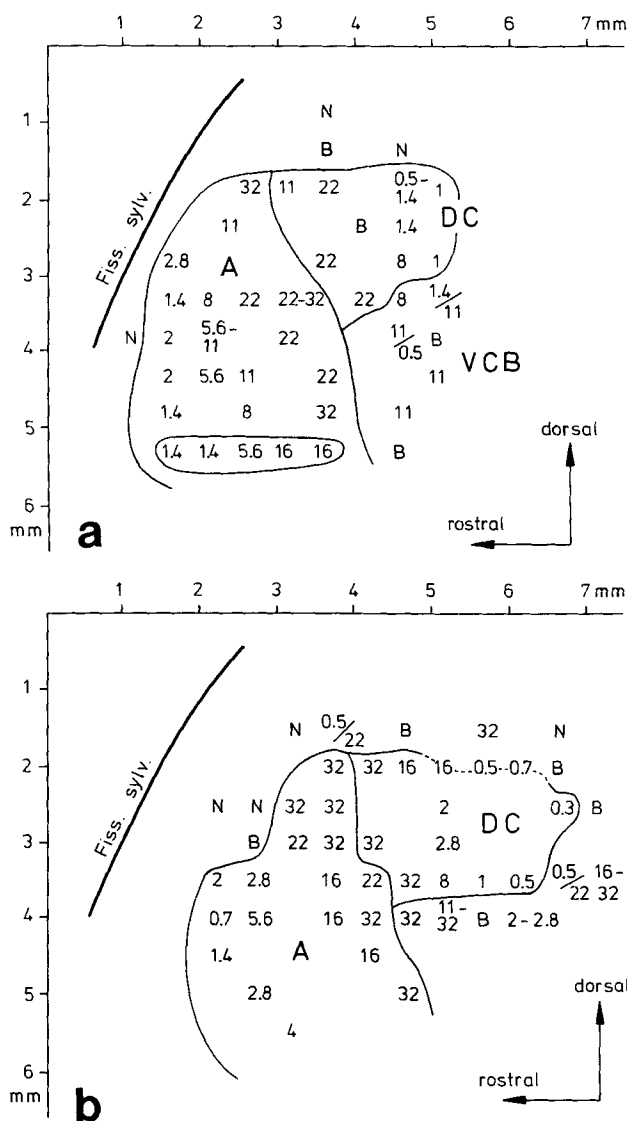 1 2 3 4 5 6 7 mm
N
1
B N
32 11 22 0.5- 1
2 1.4
11 B 1.4 DC
Fiss. sylv.
2.8 A 22 8 1
3
1.4 8 22 22-32 22 8 1.4/11
N 2 5.6-11 22 11/0.5 B
4 VCB
2 5.6 11 22 11
1.4 8 32 11
5
1.4 1.4 5.6 16 16 B
dorsal
6
mm
rostral
a
1 2 3 4 5 6 7 mm
1
N 0.5/22 B 32 N
2 32 32 16 16 0.5 0.7 B
N N 32 32 2 0.3 B
DC
Fiss. sylv.
3 B 22 32 32 2.8
2 2.8 16 22 32 8 1 0.5 0.5/22 16-32
4 0.7 5.6 16 32 32 11-32 B 2-2.8
1.4 A 16
5 2.8 32
dorsal
4
6
mm
rostral
b